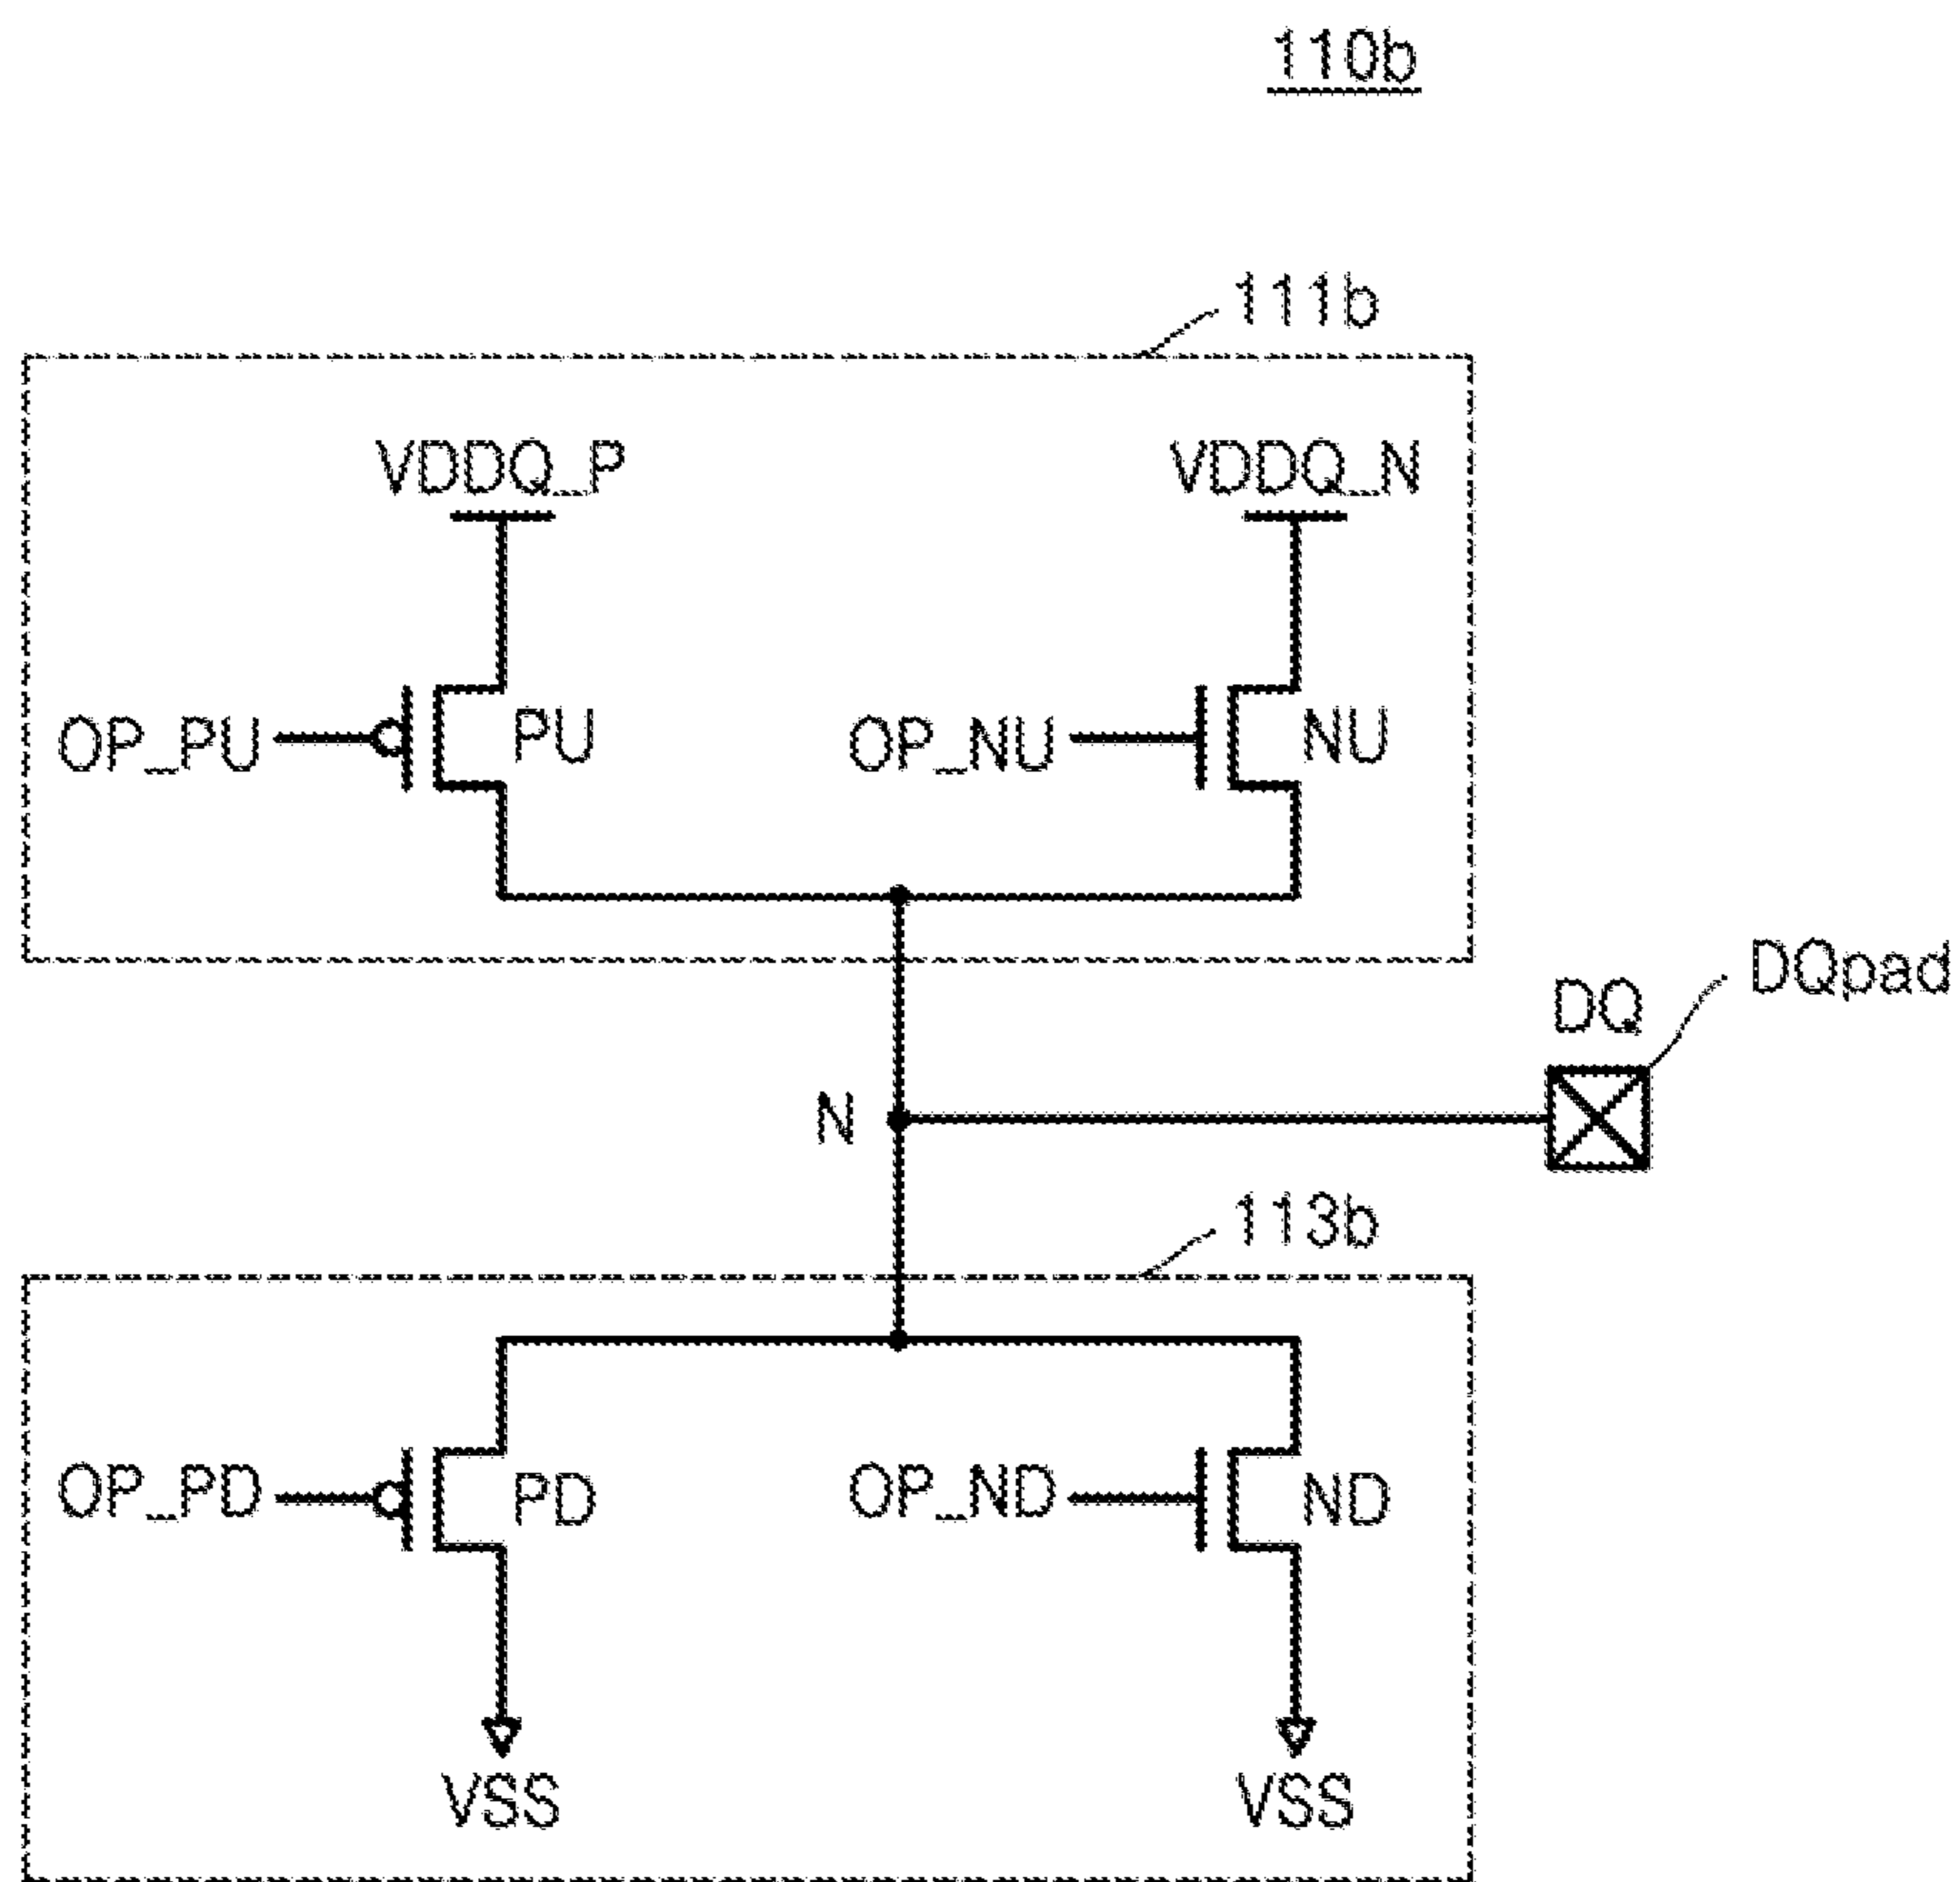 110b
111b
VDDQ_P VDDQ_N
OP_PU PU OP_NU NU
DQpad
DQ
N
113b
OP_PD PD OP_ND ND
VSS VSS